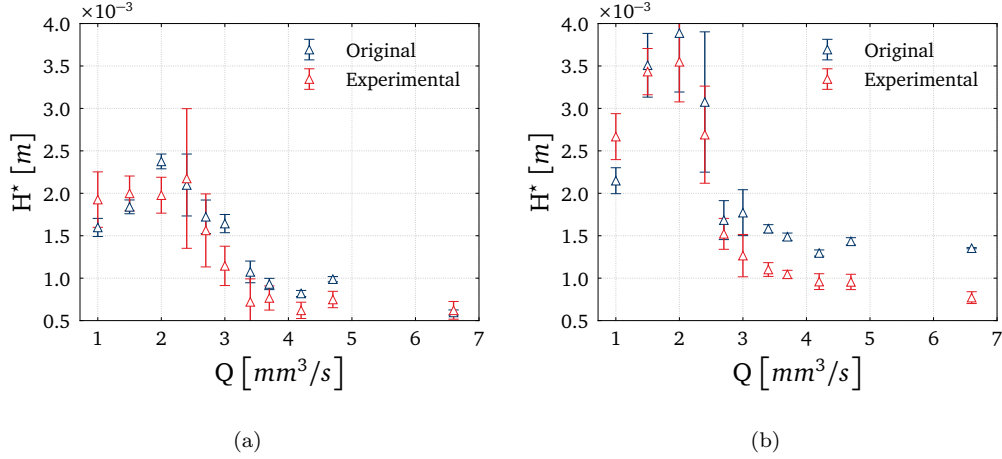 ×10⁻³
4.0
3.5
3.0
2.5
2.0
1.5
1.0
0.5
H* [m]
Original
Experimental
1 2 3 4 5 6 7
Q [mm³/s]
(a)
×10⁻³
4.0
3.5
3.0
2.5
2.0
1.5
1.0
0.5
H* [m]
Original
Experimental
1 2 3 4 5 6 7
Q [mm³/s]
(b)